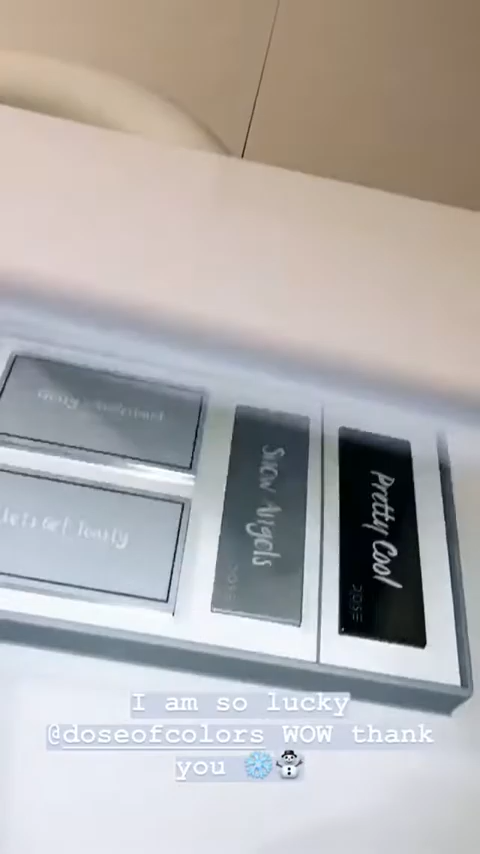 Snow Angels
DOSE
Pretty Cool
DOSE
let's get toasty
I am so lucky
@doseofcolors WOW thank
you ❄️☃️